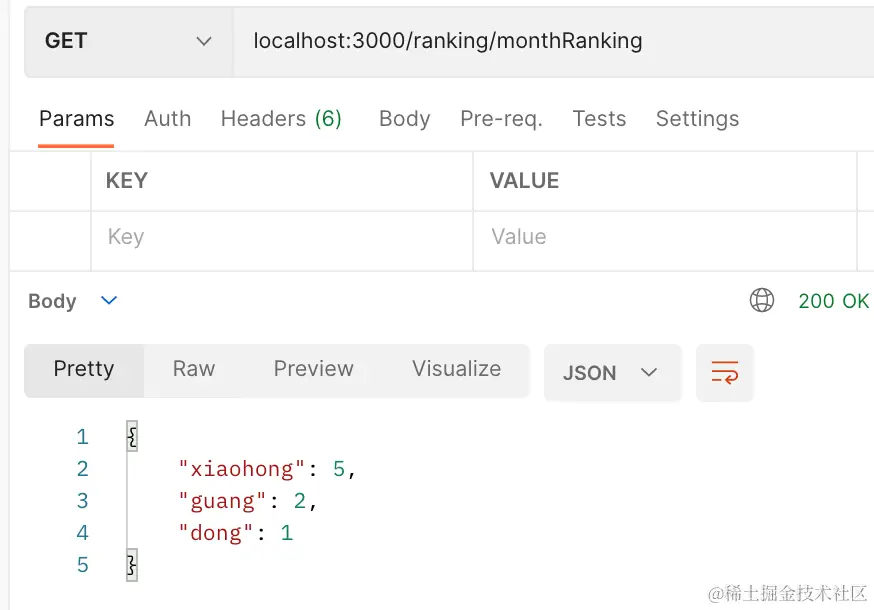 GET localhost:3000/ranking/monthRanking
Params Auth Headers (6) Body Pre-req. Tests Settings
KEY VALUE
Key Value
Body 200 OK
Pretty Raw Preview Visualize JSON
1 {
2 "xiaohong": 5,
3 "guang": 2,
4 "dong": 1
5 }
@稀土掘金技术社区